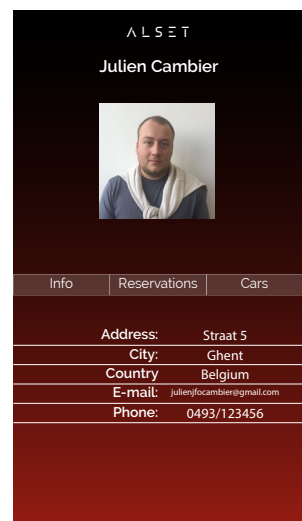 ALSET
Julien Cambier
Info Reservations Cars
Address: Straat 5
City: Ghent
Country Belgium
E-mail: julienjfocambier@gmail.com
Phone: 0493/123456